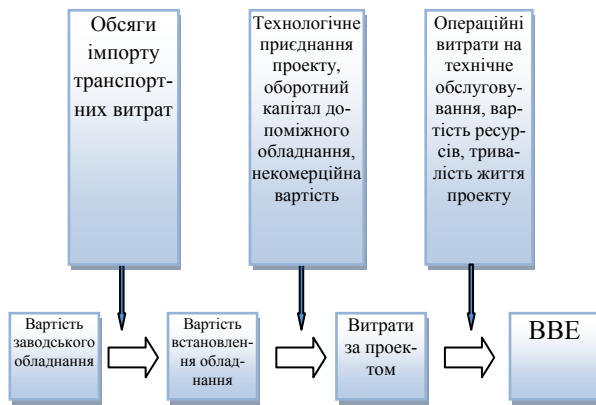 Обсяги
імпорту
транспорт-
них витрат
Технологічне
приєднання
проекту,
оборотний
капітал до-
поміжного
обладнання,
некомерційна
вартість
Операційні
витрати на
технічне
обслугову-
вання, вар-
тість ресур-
сів, трива-
лість життя
проекту
Вартість
заводського
обладнання
Вартість
встановлен-
ня облад-
нання
Витрати
за проек-
том
ВВЕ